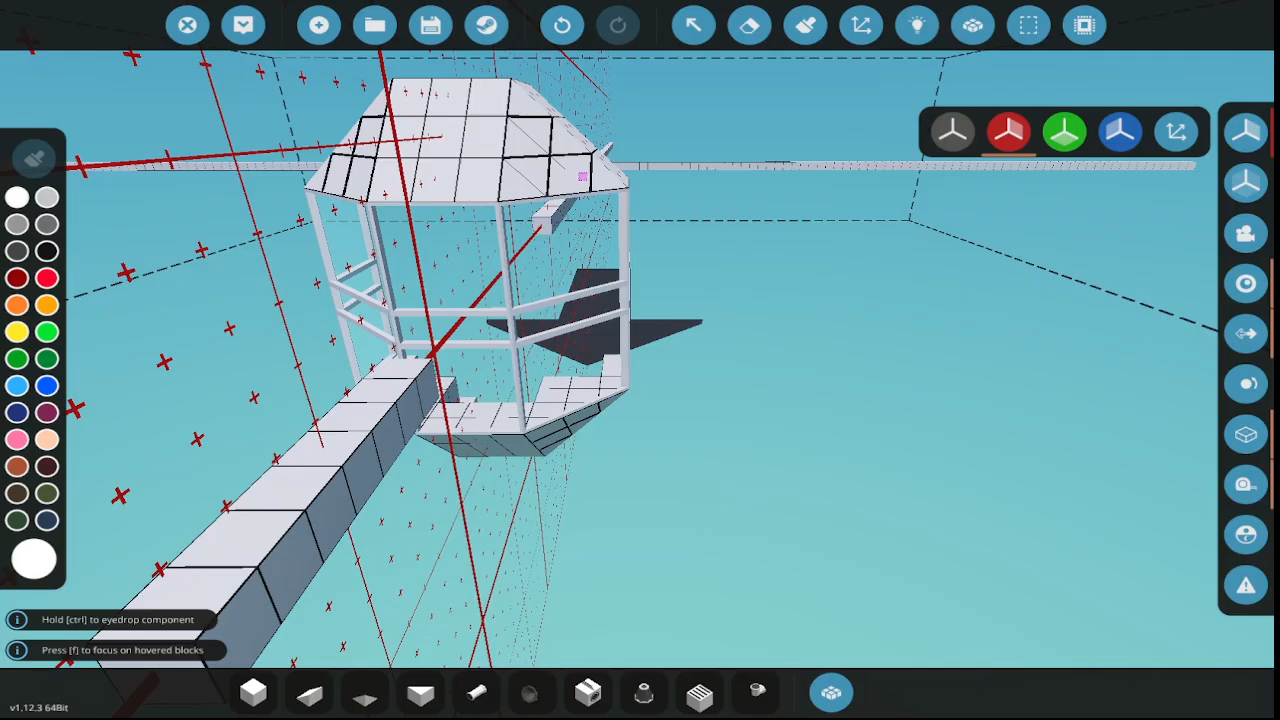 Hold [ctrl] to eyedrop component
Press [f] to focus on hovered blocks
v1.12.3 64Bit